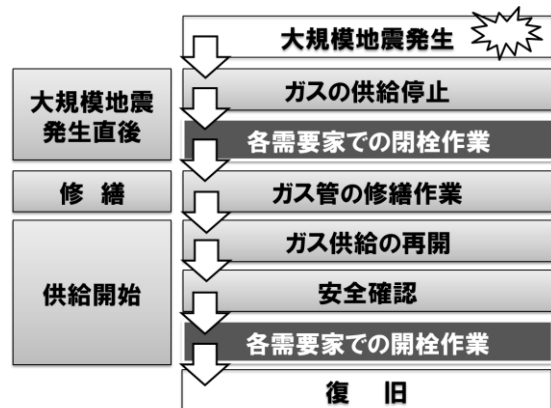 大規模地震発生
大規模地震
発生直後
ガスの供給停止
各需要家での閉栓作業
修 繕
ガス管の修繕作業
供給開始
ガス供給の再開
安全確認
各需要家での開栓作業
復 旧